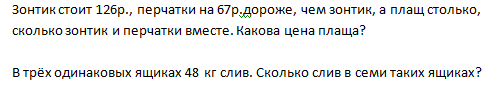 Зонтик стоит 126р., перчатки на 67р.дороже, чем зонтик, а плащ столько,
сколько зонтик и перчатки вместе. Какова цена плаща?
В трёх одинаковых ящиках 48 кг слив. Сколько слив в семи таких ящиках?